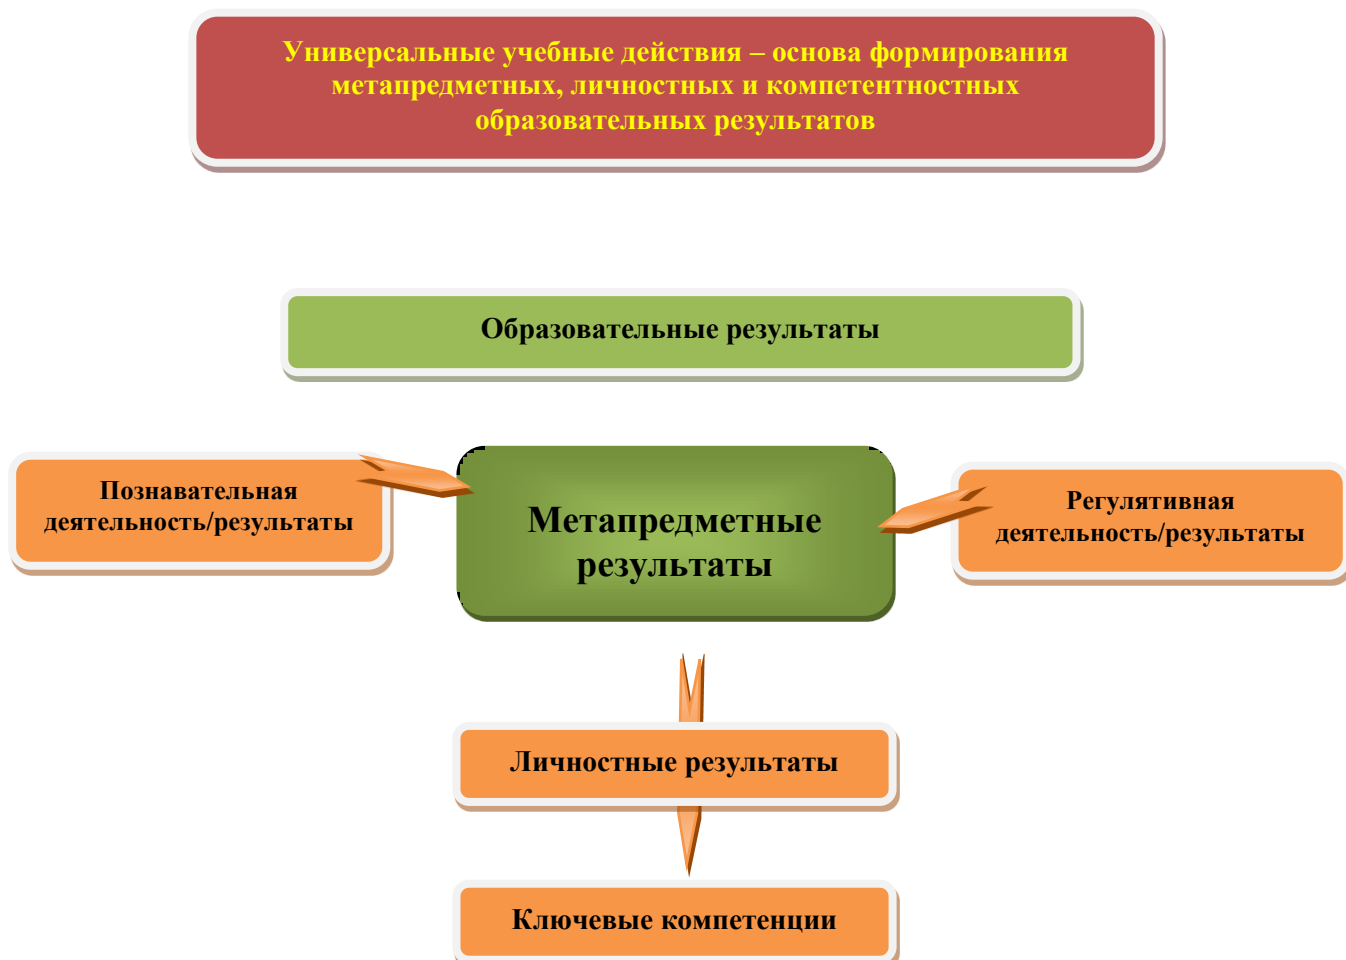 Универсальные учебные действия – основа формирования
метапредметных, личностных и компетентностных
образовательных результатов
Образовательные результаты
Познавательная
деятельность/результаты
Метапредметные
результаты
Регулятивная
деятельность/результаты
Личностные результаты
Ключевые компетенции